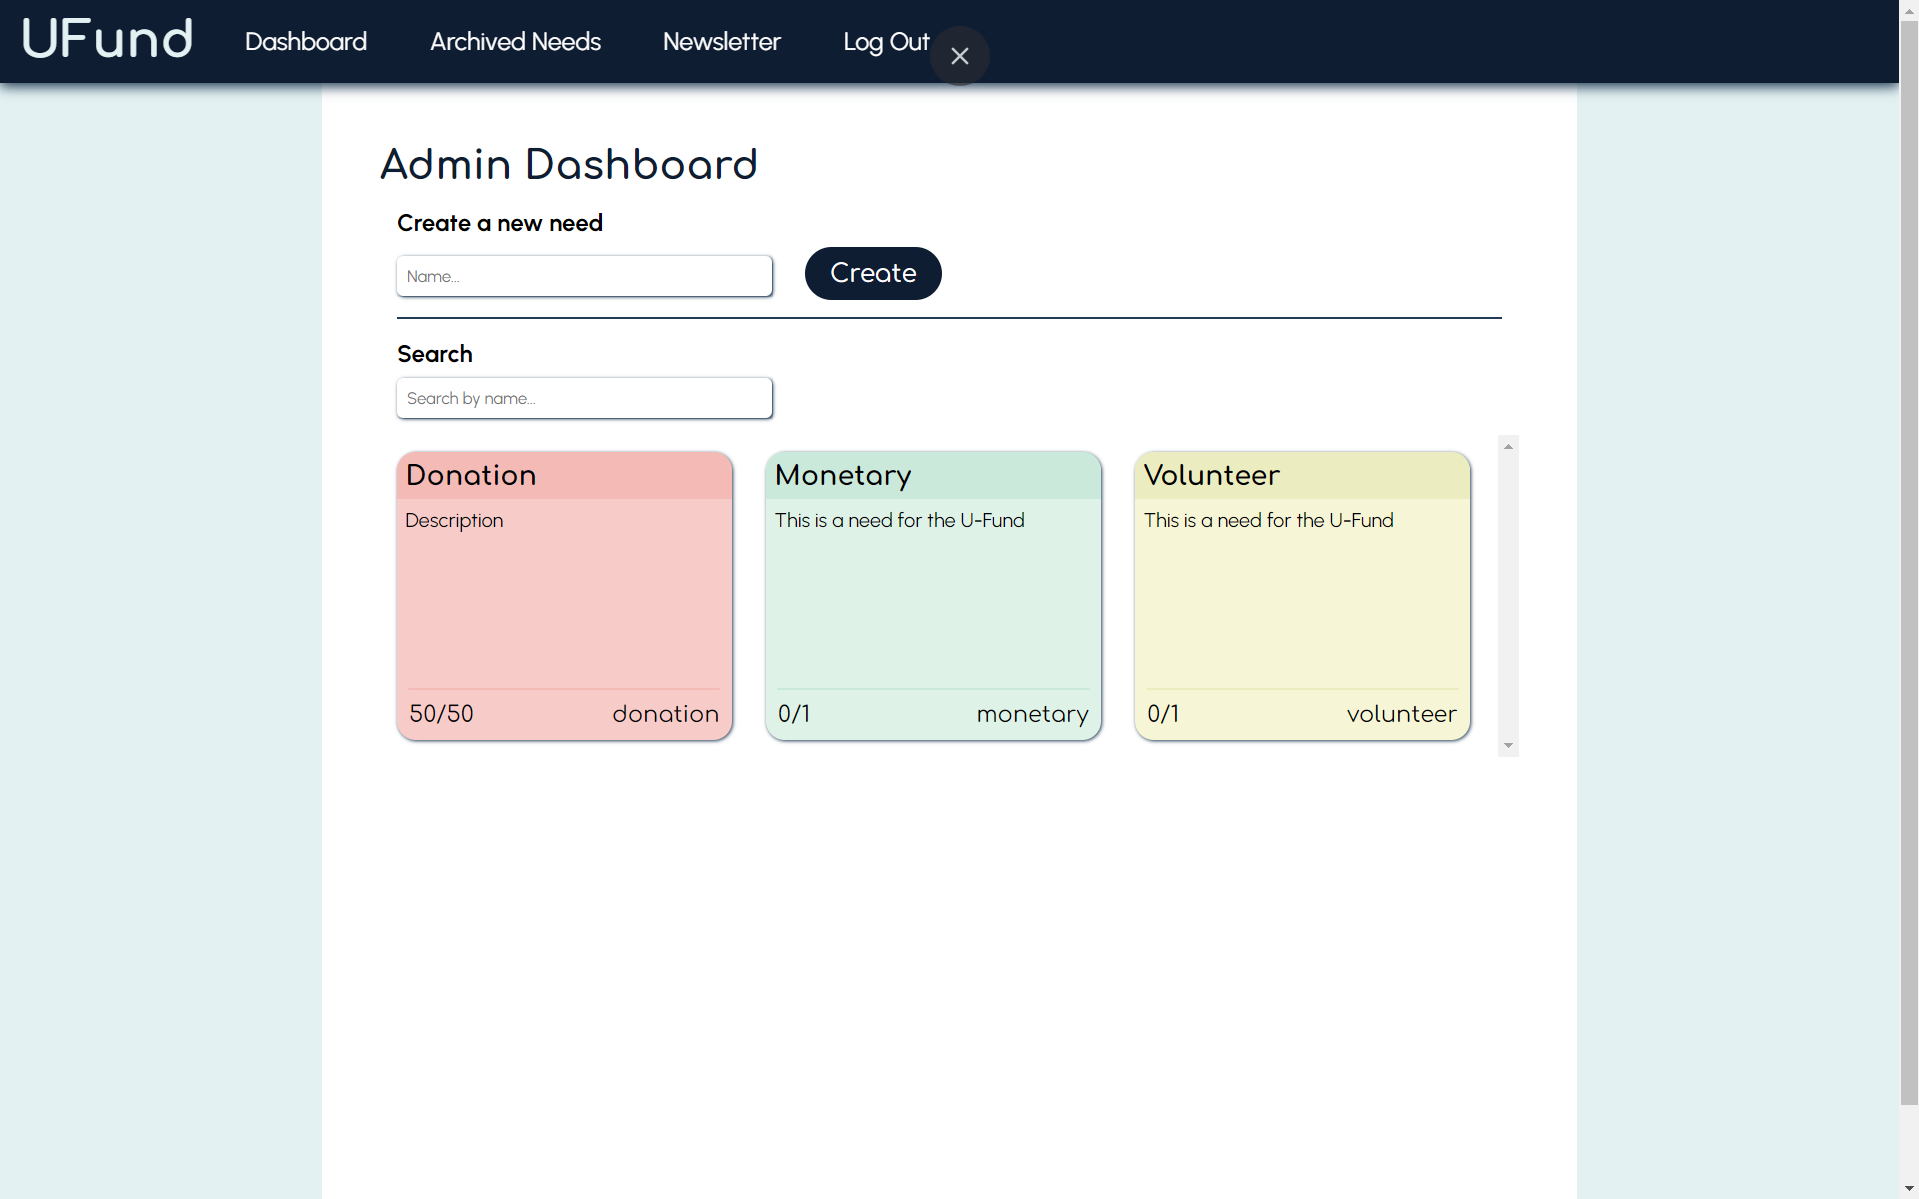 UFund Dashboard Archived Needs Newsletter Log Out
Admin Dashboard
Create a new need
Name...
Create
Search
Search by name...
Donation
Description
50/50 donation
Monetary
This is a need for the U-Fund
0/1 monetary
Volunteer
This is a need for the U-Fund
0/1 volunteer